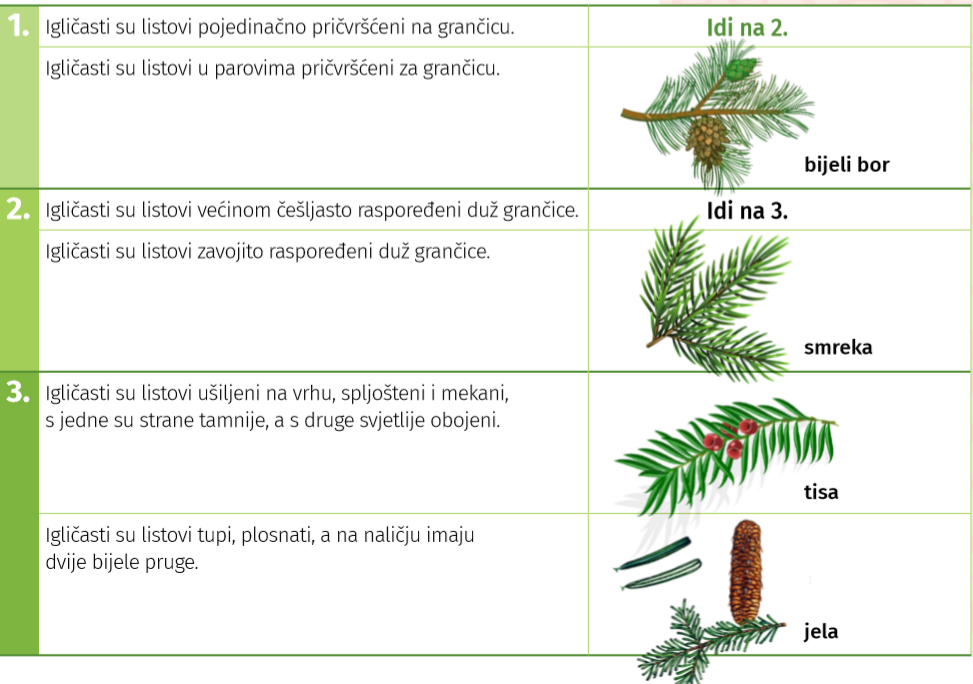 1. Igličasti su listovi pojedinačno pričvršćeni na grančicu. Idi na 2.
Igličasti su listovi u parovima pričvršćeni za grančicu.
bijeli bor
2. Igličasti su listovi većinom češljasto raspoređeni duž grančice. Idi na 3.
Igličasti su listovi zavojito raspoređeni duž grančice.
smreka
3. Igličasti su listovi ušiljeni na vrhu, spljošteni i mekani,
s jedne su strane tamnije, a s druge svjetlije obojeni.
tisa
Igličasti su listovi tupi, plosnati, a na naličju imaju
dvije bijele pruge.
jela